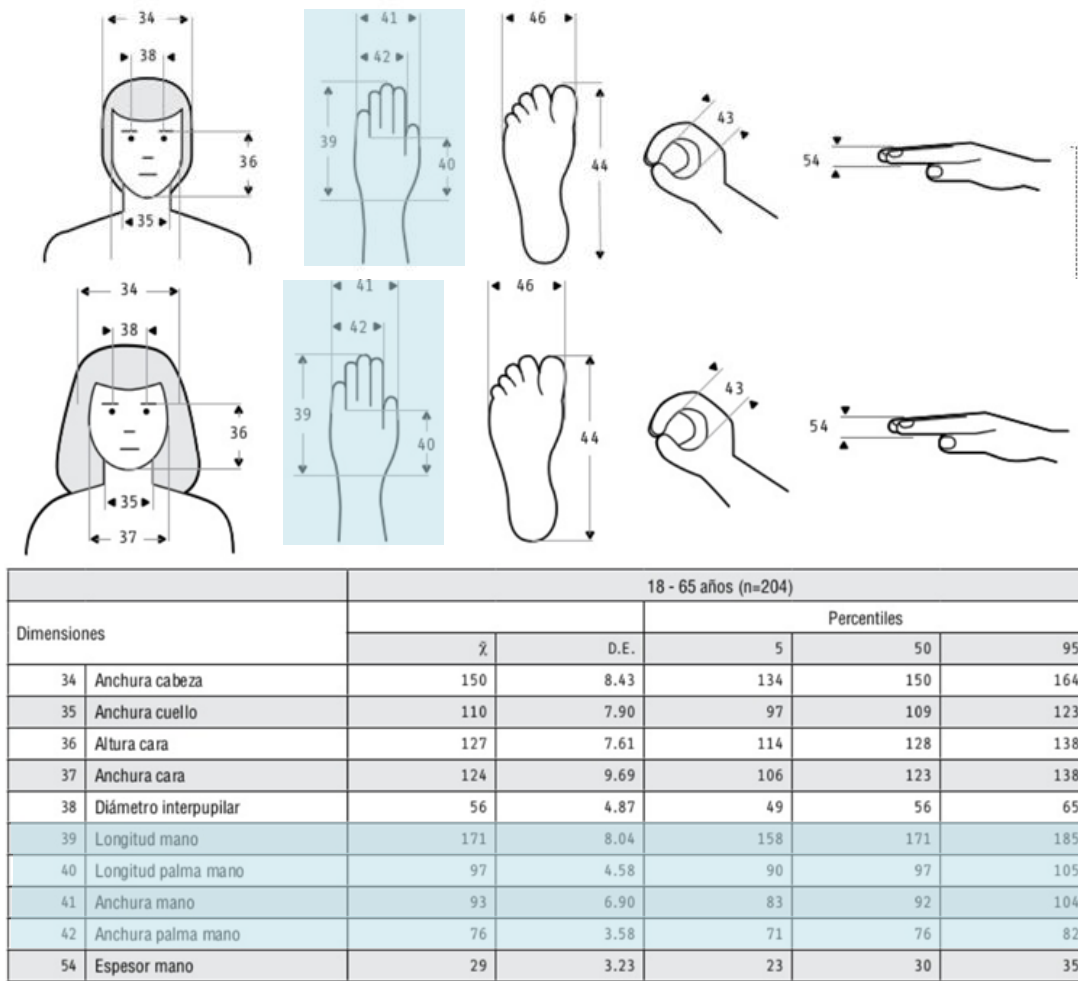 34
41
46
38
42
43
39
36
40
44
54
35
34
41
46
38
42
43
39
36
40
44
54
35
37
18 - 65 años (n=204)
Dimensiones
Percentiles
x̄ D.E. 5 50 95
34 Anchura cabeza 150 8.43 134 150 164
35 Anchura cuello 110 7.90 97 109 123
36 Altura cara 127 7.61 114 128 138
37 Anchura cara 124 9.69 106 123 138
38 Diámetro interpupilar 56 4.87 49 56 65
39 Longitud mano 171 8.04 158 171 185
40 Longitud palma mano 97 4.58 90 97 105
41 Anchura mano 93 6.90 83 92 104
42 Anchura palma mano 76 3.58 71 76 82
54 Espesor mano 29 3.23 23 30 35